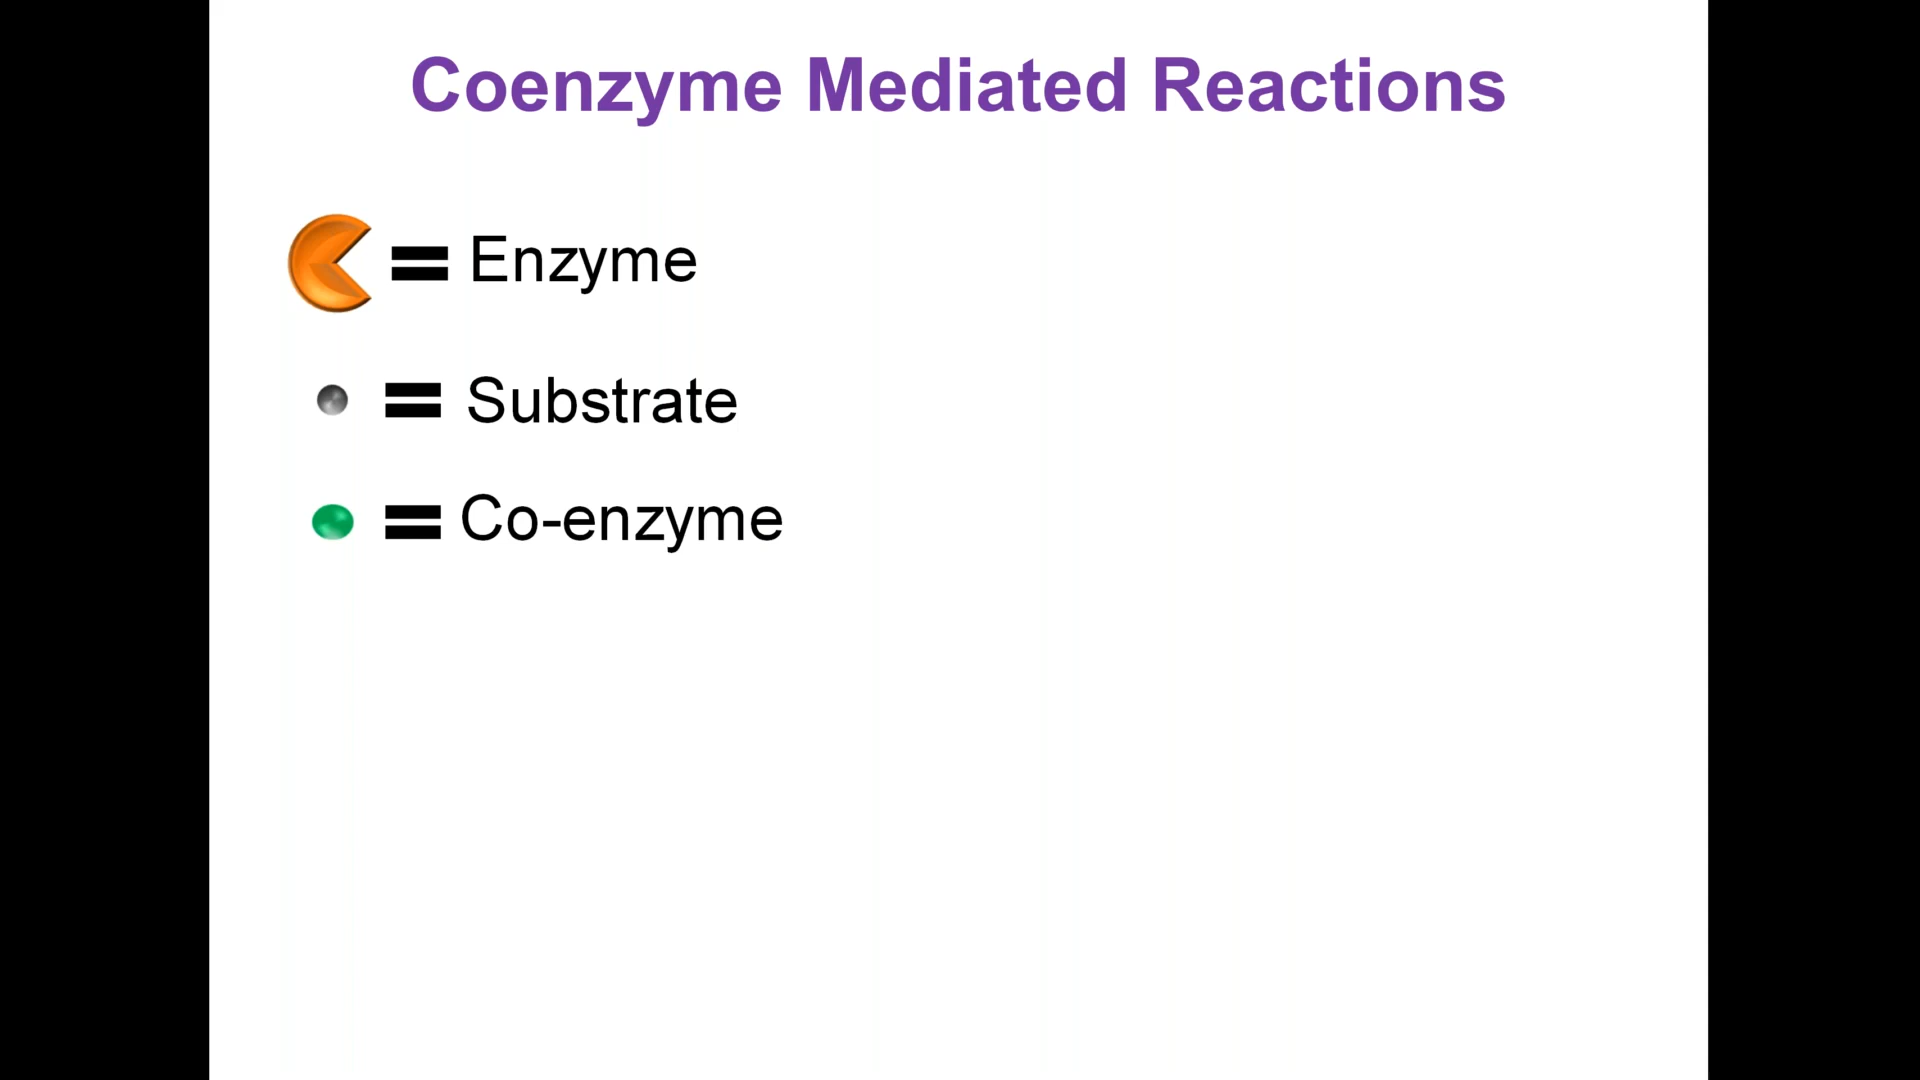 Coenzyme Mediated Reactions
= Enzyme
= Substrate
= Co-enzyme